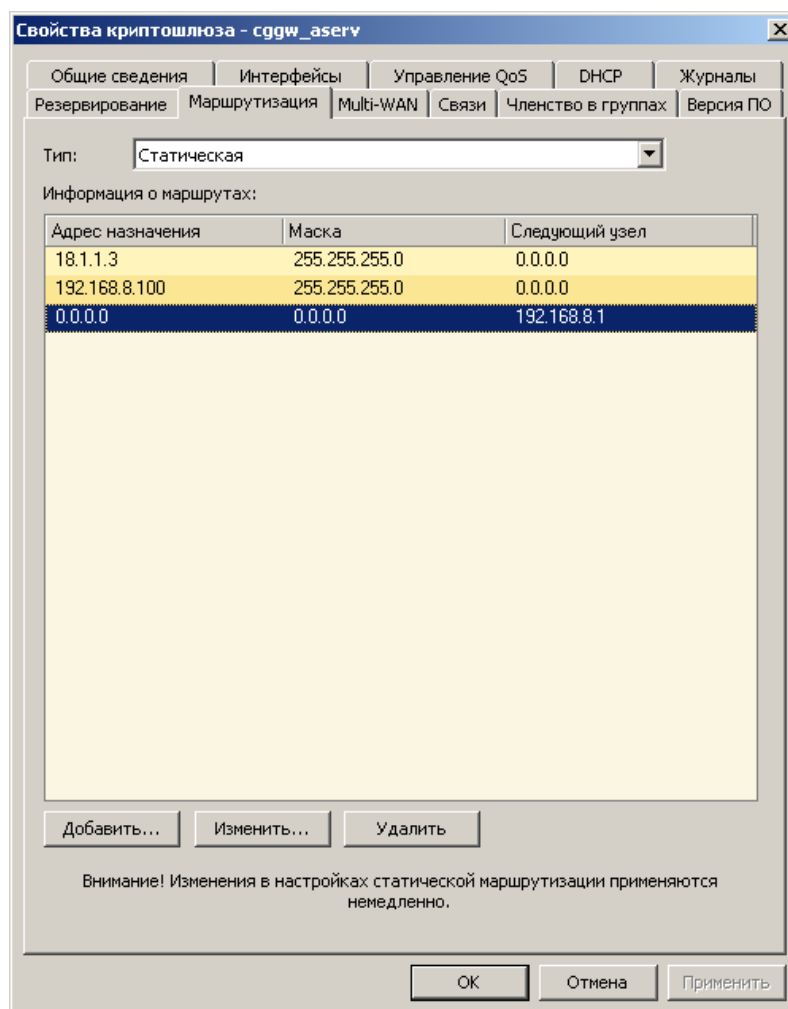 Свойства криптошлюза - cggw_aserv
Общие сведения Интерфейсы Управление QoS DHCP Журналы
Резервирование Маршрутизация Multi-WAN Связи Членство в группах Версия ПО
Тип: Статическая
Информация о маршрутах:
Адрес назначения Маска Следующий узел
18.1.1.3 255.255.255.0 0.0.0.0
192.168.8.100 255.255.255.0 0.0.0.0
0.0.0.0 0.0.0.0 192.168.8.1
Добавить... Изменить... Удалить
Внимание! Изменения в настройках статической маршрутизации применяются
немедленно.
OK Отмена Применить